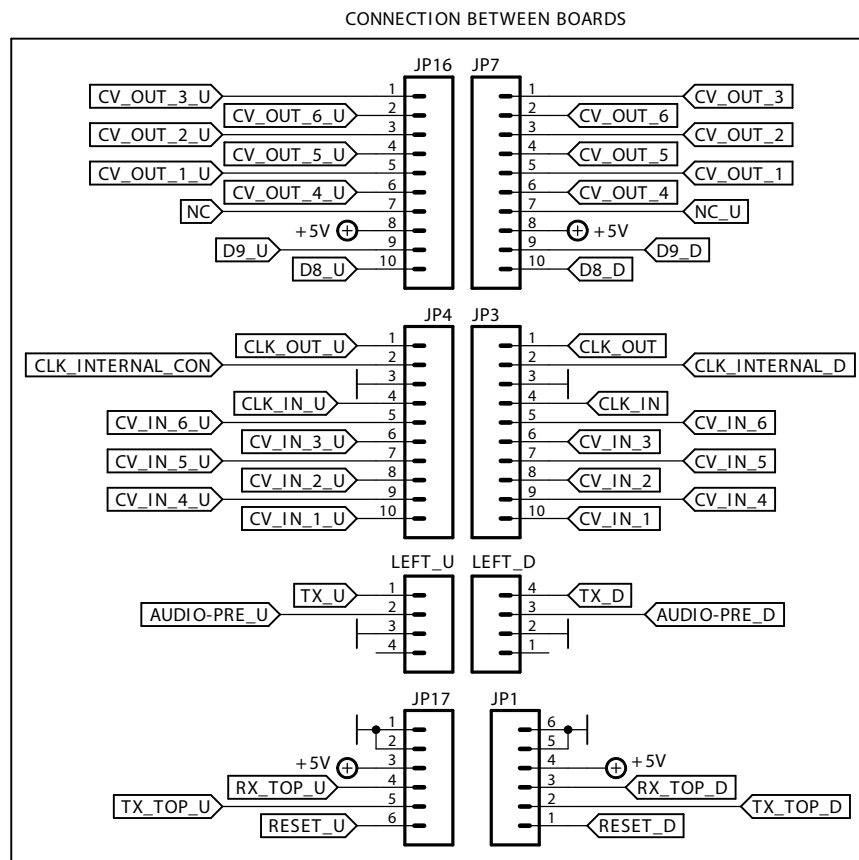 CONNECTION BETWEEN BOARDS
JP16 JP7
CV_OUT_3_U 1 1 CV_OUT_3
CV_OUT_6_U 2 2 CV_OUT_6
CV_OUT_2_U 3 3 CV_OUT_2
CV_OUT_5_U 4 4 CV_OUT_5
CV_OUT_1_U 5 5 CV_OUT_1
CV_OUT_4_U 6 6 CV_OUT_4
NC 7 7 NC_U
+5V 8 8 +5V
D9_U 9 9 D9_D
D8_U 10 10 D8_D
JP4 JP3
CLK_OUT_U 1 1 CLK_OUT
CLK_INTERNAL_CON 2 2 CLK_INTERNAL_D
3 3
CLK_IN_U 4 4 CLK_IN
CV_IN_6_U 5 5 CV_IN_6
CV_IN_3_U 6 6 CV_IN_3
CV_IN_5_U 7 7 CV_IN_5
CV_IN_2_U 8 8 CV_IN_2
CV_IN_4_U 9 9 CV_IN_4
CV_IN_1_U 10 10 CV_IN_1
LEFT_U LEFT_D
TX_U 1 4 TX_D
AUDIO-PRE_U 2 3 AUDIO-PRE_D
3 2
4 1
JP17 JP1
1 6
2 5
+5V 3 4 +5V
RX_TOP_U 4 3 RX_TOP_D
TX_TOP_U 5 2 TX_TOP_D
RESET_U 6 1 RESET_D